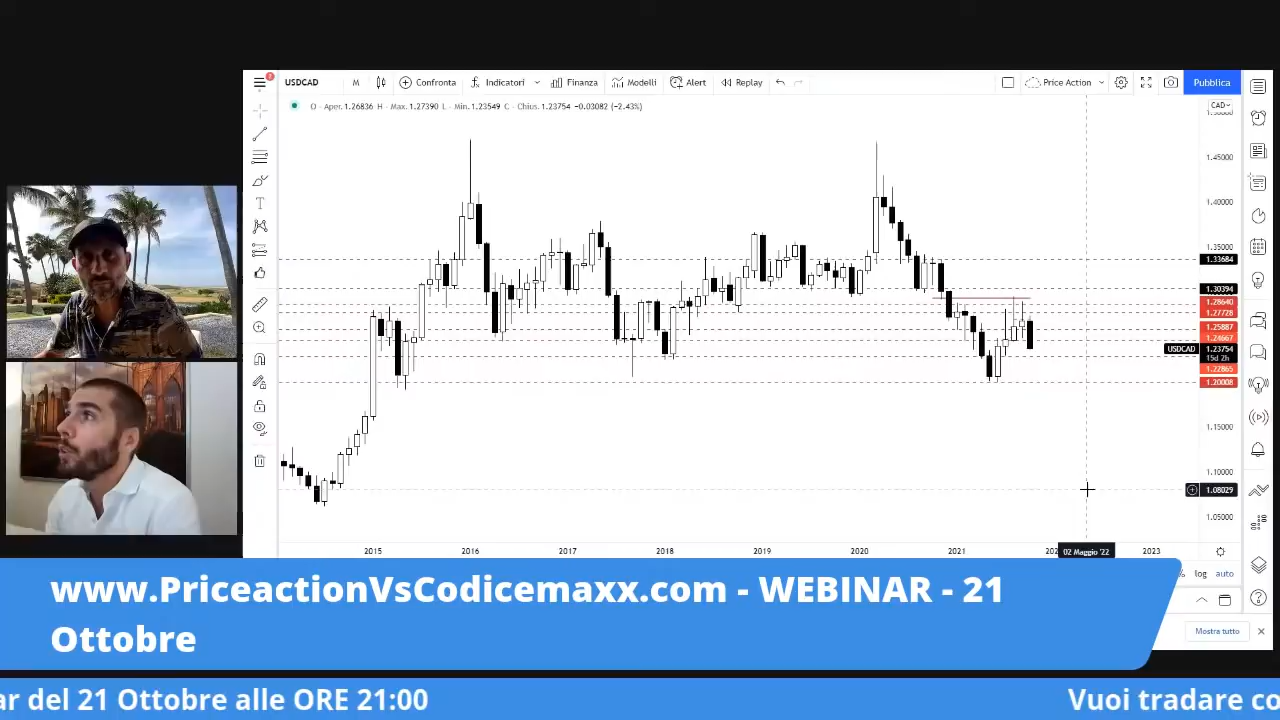 USDCAD M Confronta Indicatori Finanza Modelli Alert Replay Price Action Pubblica
O - Aper. 1.26836 H - Max. 1.27390 L - Min. 1.23549 C - Chius. 1.23754 −0.03082 (−2.43%)
CAD
1.45000
1.40000
1.35000
1.33684
1.30394
1.28640
1.27728
1.25887
1.24667
USDCAD 1.23754
15d 2h
1.22865
1.20008
1.15000
1.10000
1.08029
1.05000
2015 2016 2017 2018 2019 2020 2021 02 Maggio '22 2023
% log auto
Mostra tutto
www.PriceactionVsCodicemaxx.com - WEBINAR - 21
Ottobre
ar del 21 Ottobre alle ORE 21:00 Vuoi tradare co